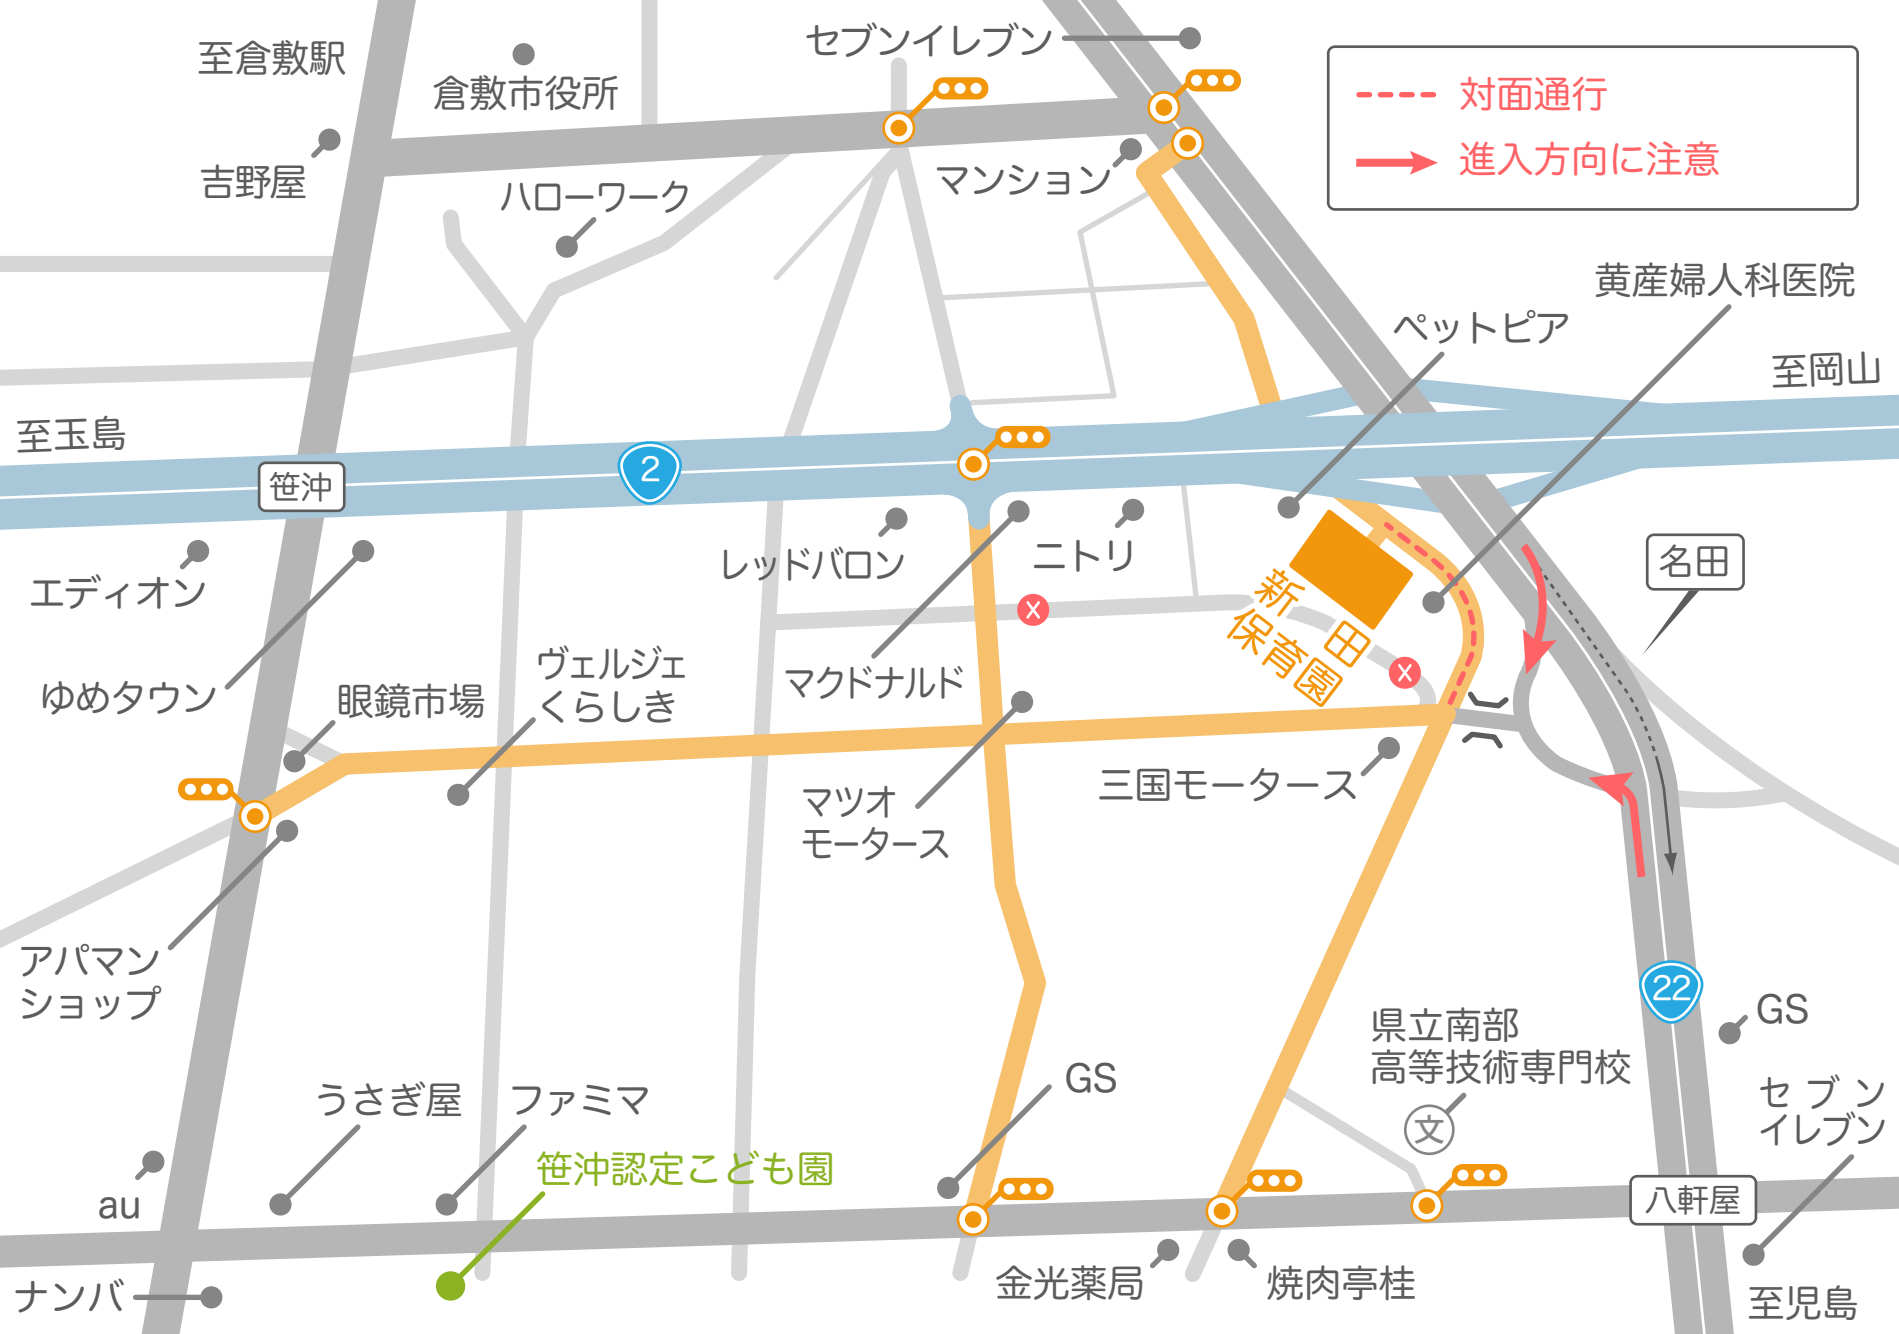 セブンイレブン
至倉敷駅
倉敷市役所
対面通行
進入方向に注意
吉野屋
マンション
ハローワーク
黄産婦人科医院
ペットピア
至岡山
至玉島
笹沖
2
レッドバロン
ニトリ
名田
エディオン
新田
保育園
X
X
ゆめタウン
眼鏡市場
ヴェルジェ
くらしき
マクドナルド
三国モータース
マツオ
モータース
アパマン
ショップ
22
GS
県立南部
高等技術専門校
文
GS
うさぎ屋
ファミマ
セブン
イレブン
笹沖認定こども園
au
八軒屋
ナンバ
金光薬局
焼肉亭桂
至児島